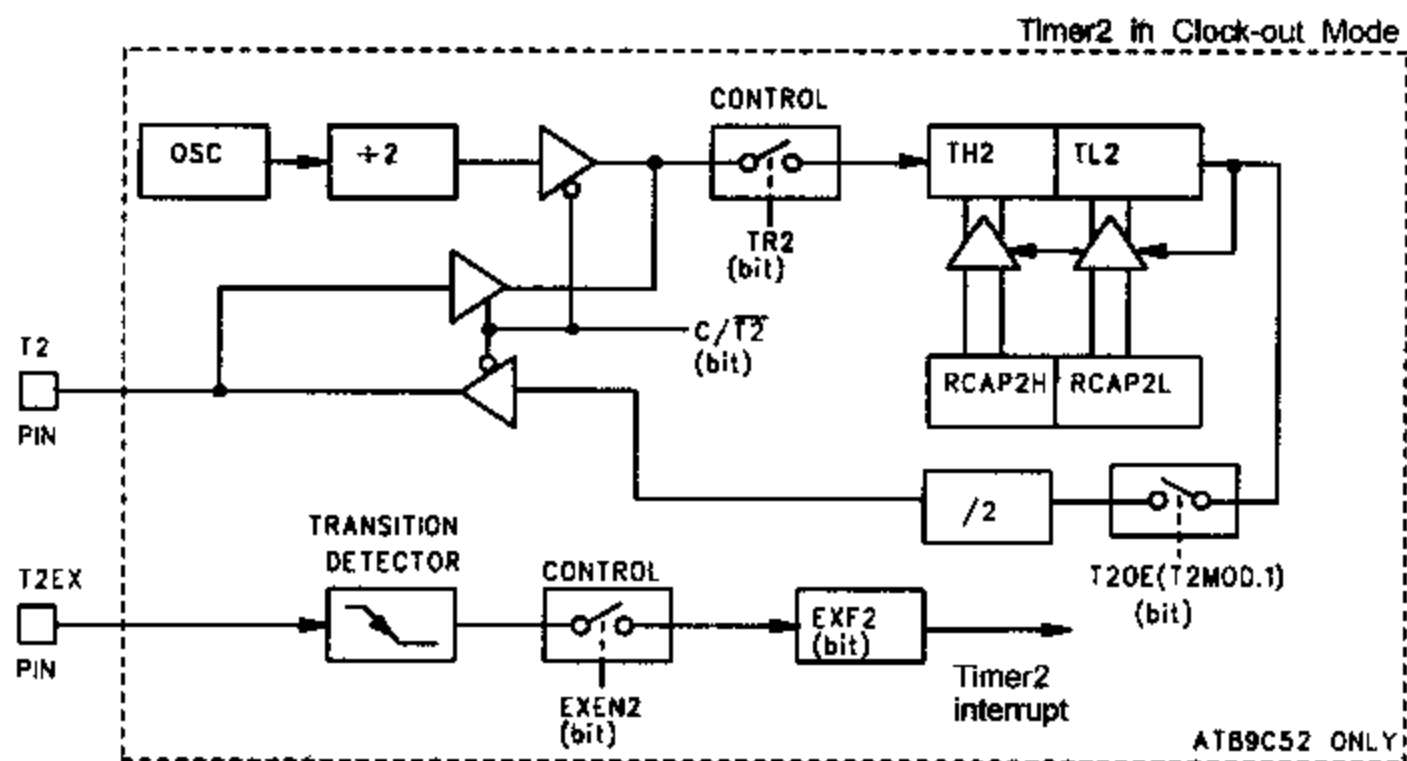 Timer2 in Clock-out Mode
CONTROL
OSC
÷2
TH2
TL2
TR2
(bit)
C/T̅2̅
(bit)
T2
PIN
RCAP2H
RCAP2L
/2
TRANSITION
DETECTOR
CONTROL
T2OE(T2MOD.1)
(bit)
T2EX
PIN
EXF2
(bit)
EXEN2
(bit)
Timer2
interrupt
AT89C52 ONLY